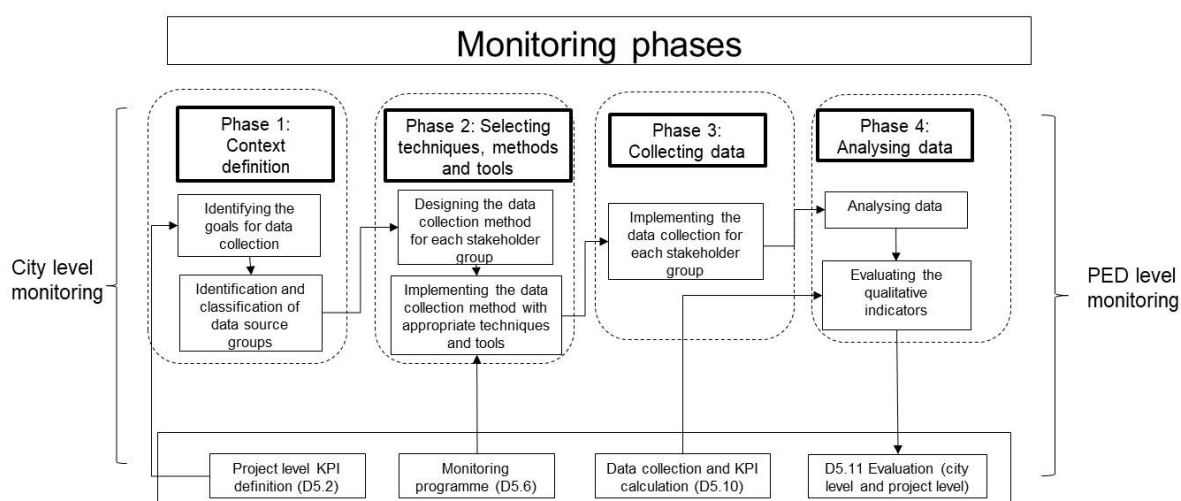 Monitoring phases
Phase 1:
Context
definition
Identifying the
goals for data
collection
Identification and
classification of
data source
groups
Phase 2: Selecting
techniques, methods
and tools
Designing the data
collection method
for each stakeholder
group
Implementing the data
collection method with
appropriate techniques
and tools
Phase 3:
Collecting data
Implementing the
data collection for
each stakeholder
group
Phase 4:
Analysing data
Analysing data
Evaluating the
qualitative
indicators
City level
monitoring
PED level
monitoring
Project level KPI
definition (D5.2)
Monitoring
programme (D5.6)
Data collection and KPI
calculation (D5.10)
D5.11 Evaluation (city
level and project level)